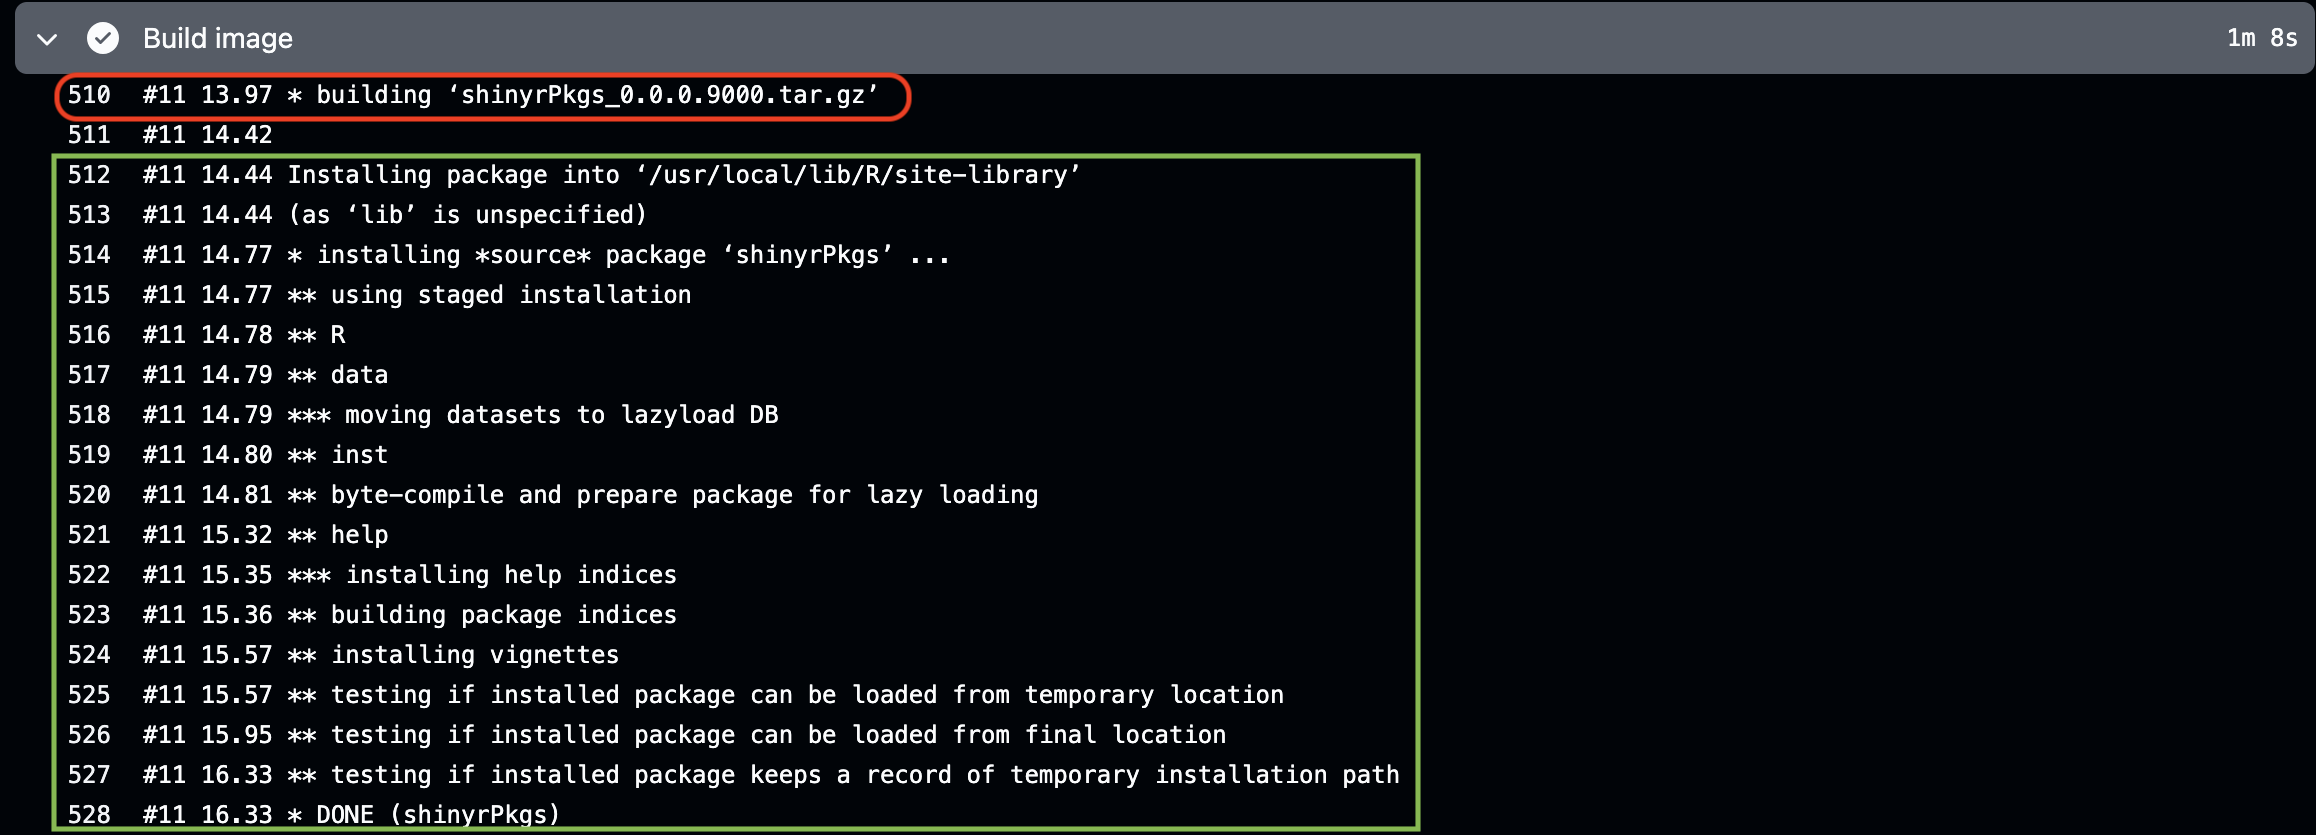 Build image 1m 8s
510 #11 13.97 * building ‘shinyrPkgs_0.0.0.9000.tar.gz’
511 #11 14.42
512 #11 14.44 Installing package into ‘/usr/local/lib/R/site-library’
513 #11 14.44 (as ‘lib’ is unspecified)
514 #11 14.77 * installing *source* package ‘shinyrPkgs’ ...
515 #11 14.77 ** using staged installation
516 #11 14.78 ** R
517 #11 14.79 ** data
518 #11 14.79 *** moving datasets to lazyload DB
519 #11 14.80 ** inst
520 #11 14.81 ** byte-compile and prepare package for lazy loading
521 #11 15.32 ** help
522 #11 15.35 *** installing help indices
523 #11 15.36 ** building package indices
524 #11 15.57 ** installing vignettes
525 #11 15.57 ** testing if installed package can be loaded from temporary location
526 #11 15.95 ** testing if installed package can be loaded from final location
527 #11 16.33 ** testing if installed package keeps a record of temporary installation path
528 #11 16.33 * DONE (shinyrPkgs)